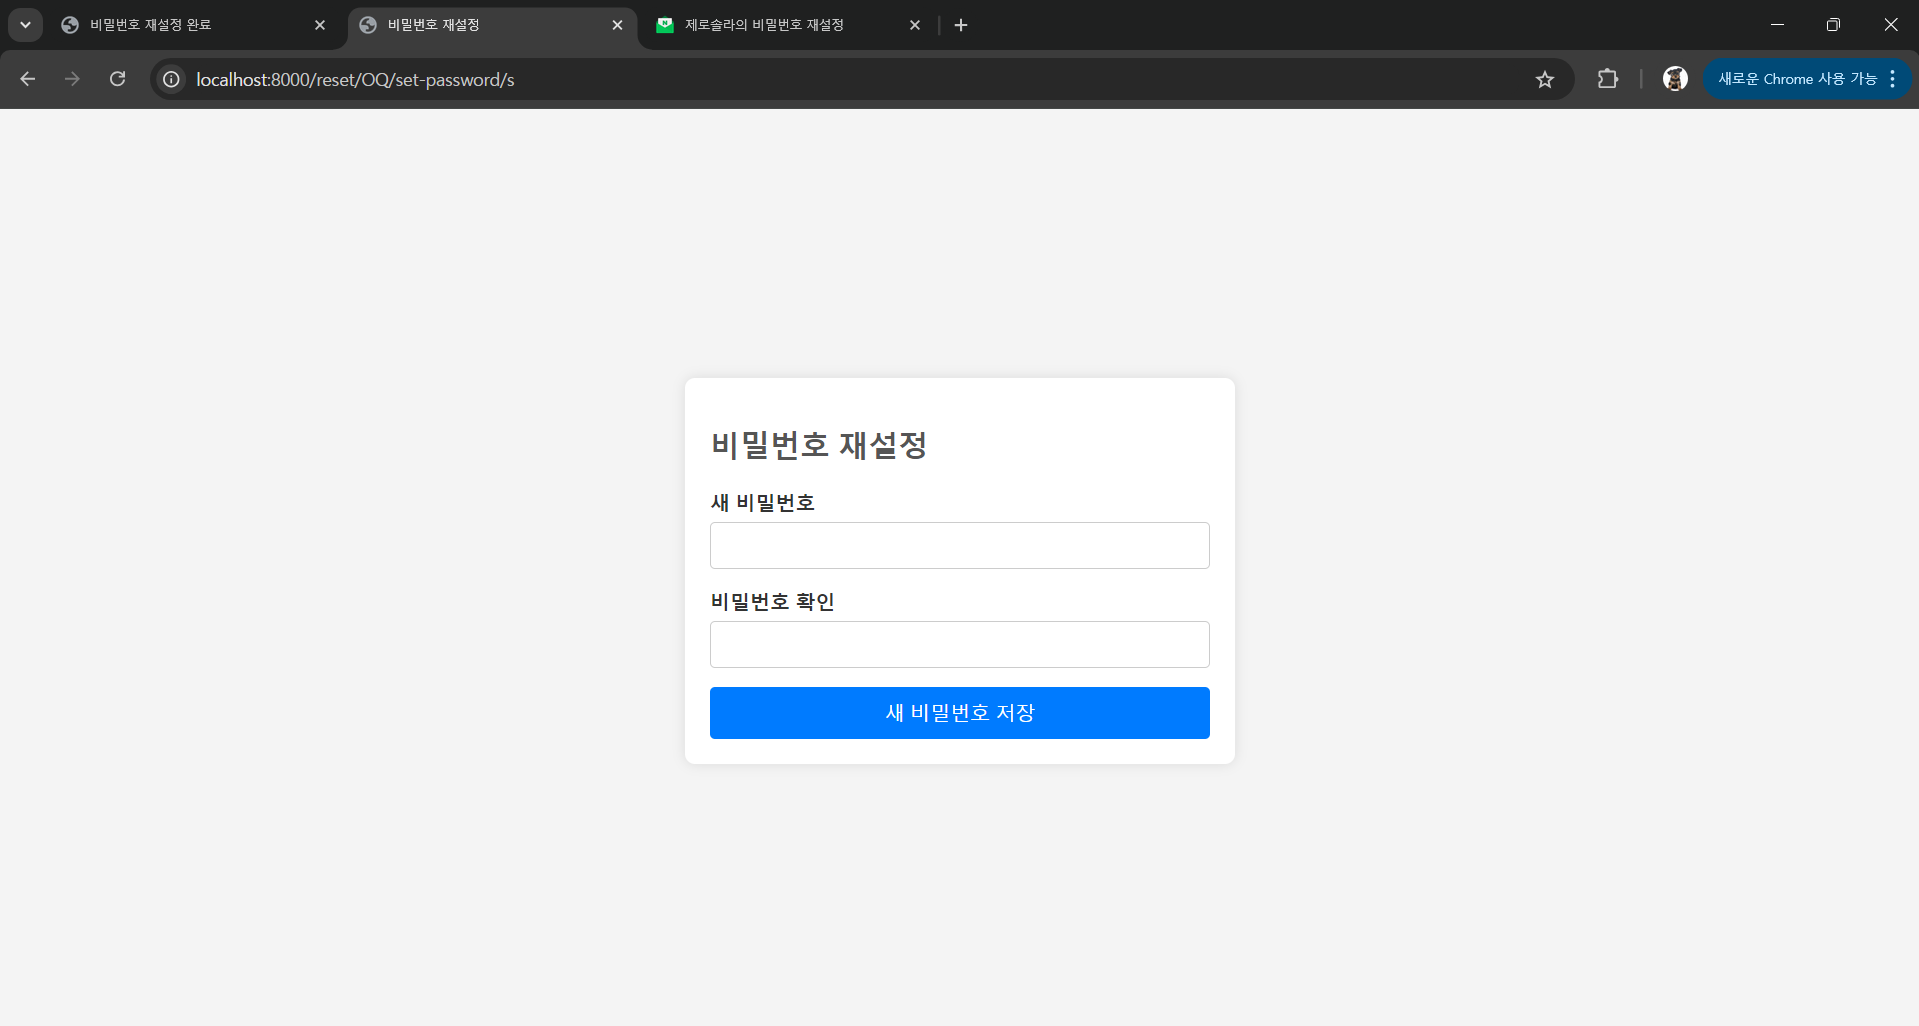 비밀번호 재설정 완료
비밀번호 재설정
제로솔라의 비밀번호 재설정
localhost:8000/reset/OQ/set-password/s
새로운 Chrome 사용 가능
비밀번호 재설정
새 비밀번호
비밀번호 확인
새 비밀번호 저장